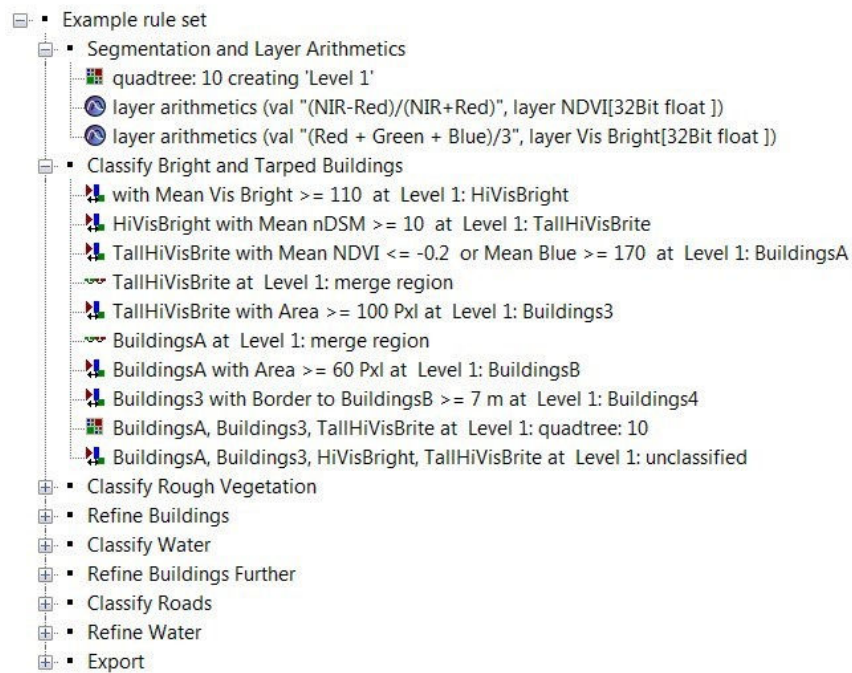 Example rule set
Segmentation and Layer Arithmetics
quadtree: 10 creating 'Level 1'
layer arithmetics (val "(NIR-Red)/(NIR+Red)", layer NDVI[32Bit float ])
layer arithmetics (val "(Red + Green + Blue)/3", layer Vis Bright[32Bit float ])
Classify Bright and Tarped Buildings
with Mean Vis Bright >= 110 at Level 1: HiVisBright
HiVisBright with Mean nDSM >= 10 at Level 1: TallHiVisBrite
TallHiVisBrite with Mean NDVI <= -0.2 or Mean Blue >= 170 at Level 1: BuildingsA
TallHiVisBrite at Level 1: merge region
TallHiVisBrite with Area >= 100 Pxl at Level 1: Buildings3
BuildingsA at Level 1: merge region
BuildingsA with Area >= 60 Pxl at Level 1: BuildingsB
Buildings3 with Border to BuildingsB >= 7 m at Level 1: Buildings4
BuildingsA, Buildings3, TallHiVisBrite at Level 1: quadtree: 10
BuildingsA, Buildings3, HiVisBright, TallHiVisBrite at Level 1: unclassified
Classify Rough Vegetation
Refine Buildings
Classify Water
Refine Buildings Further
Classify Roads
Refine Water
Export